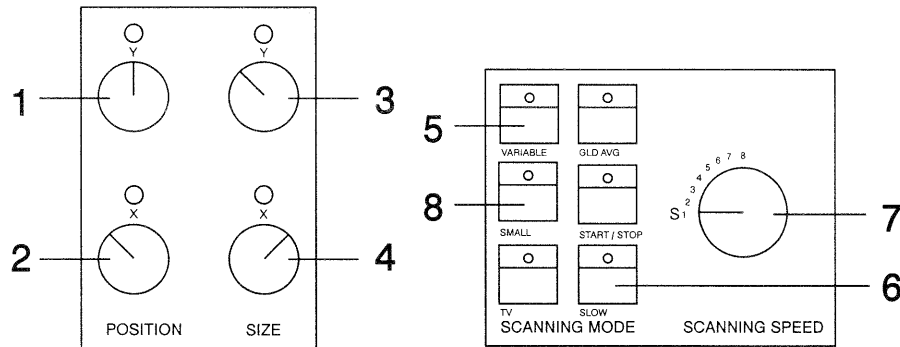 Y Y
1 3
X X
2 4
POSITION SIZE
5
VARIABLE GLD AVG
8
SMALL START / STOP
6
TV SLOW
SCANNING MODE
S 1 2 3 4 5 6 7 8
7
SCANNING SPEED